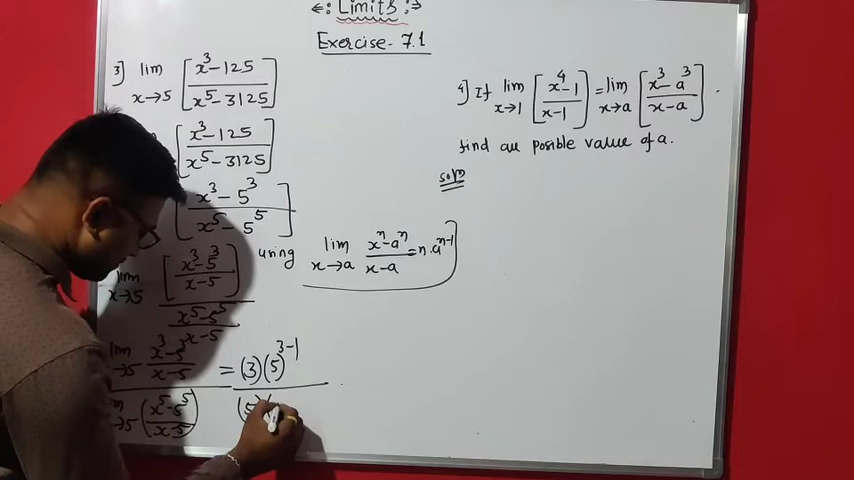 ←: Limits :→
Exercise - 7.1
3] lim x→5 [x³-125 / x⁵-3125]
[x³-125 / x⁵-3125]
[x³-5³ / x⁵-5⁵]
using lim x→a xⁿ-aⁿ / x-a = n.aⁿ⁻¹
lim x→5 [x³-5³ / x-5] / x⁵-5⁵ / x-5
lim →5 x³-5³ / x-5 / →5 (x⁵-5⁵ / x-5) = (3)(5)³⁻¹ / (5)(
4] If lim x→1 [x⁴-1 / x-1] = lim x→a [x³-a³ / x-a] .
find all posible value of a.
soln